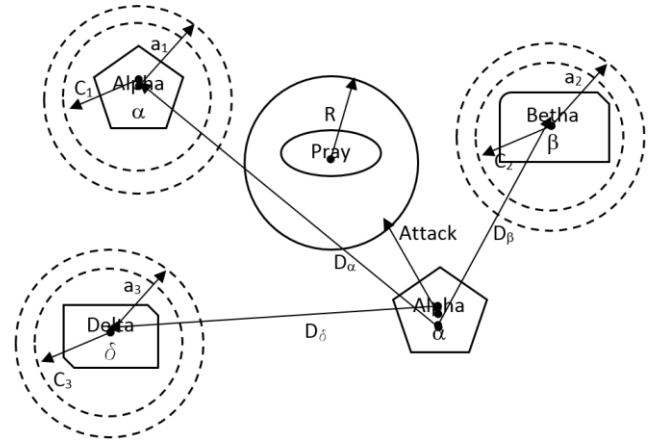 a1
C1
Alpha
α
R
Pray
a2
Betha
β
C2
Attack
Dβ
Dα
a3
Delta
δ
C3
Dδ
Alpha
α